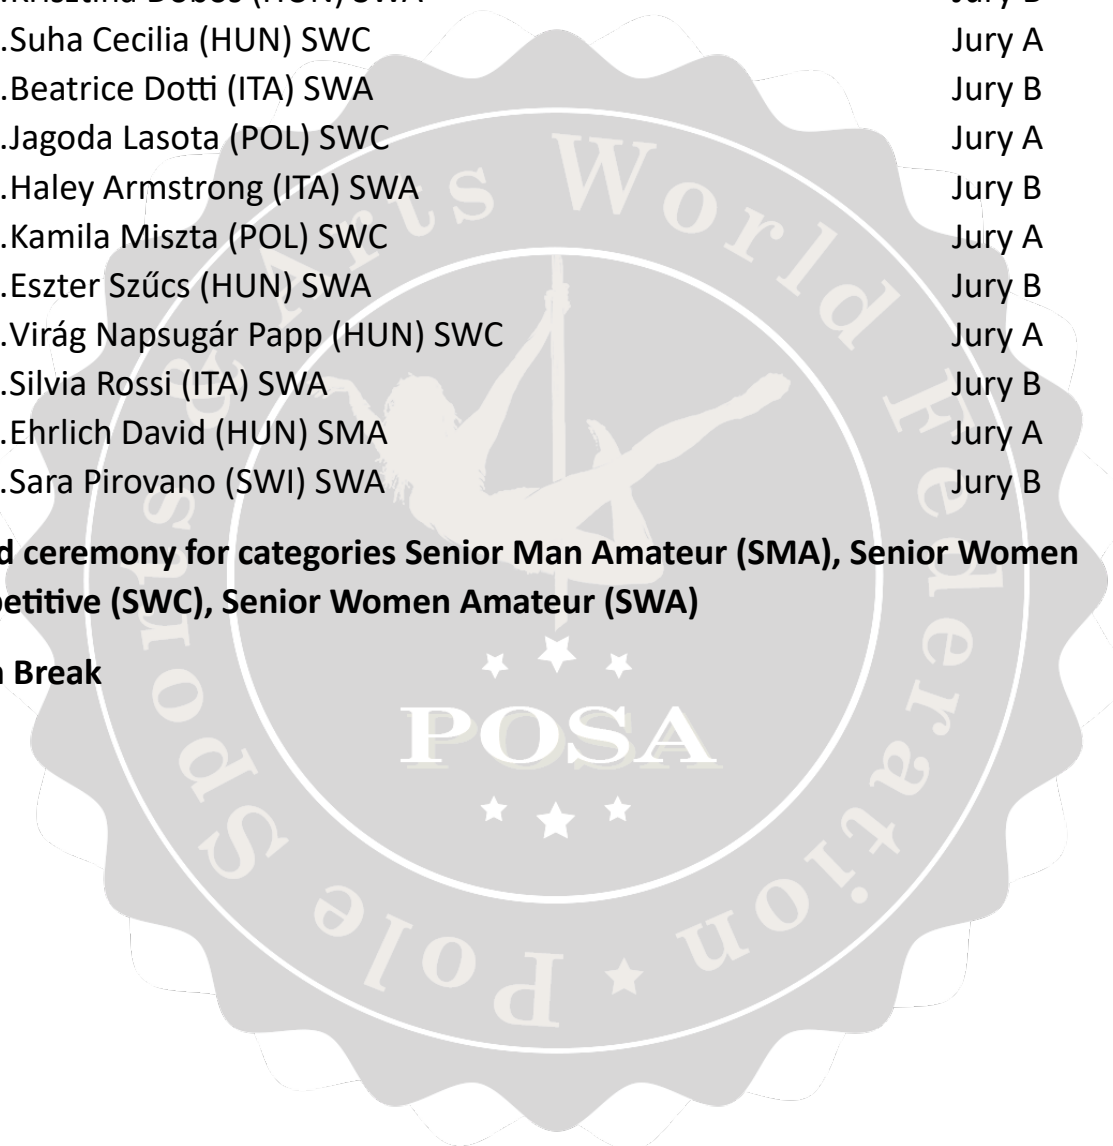 .Suha Cecilia (HUN) SWC Jury A
.Beatrice Dotti (ITA) SWA Jury B
.Jagoda Lasota (POL) SWC Jury A
.Haley Armstrong (ITA) SWA Jury B
.Kamila Miszta (POL) SWC Jury A
.Eszter Szűcs (HUN) SWA Jury B
.Virág Napsugár Papp (HUN) SWC Jury A
.Silvia Rossi (ITA) SWA Jury B
.Ehrlich David (HUN) SMA Jury A
.Sara Pirovano (SWI) SWA Jury B
d ceremony for categories Senior Man Amateur (SMA), Senior Women
petitive (SWC), Senior Women Amateur (SWA)
Break
POSA
Pole Sports & Arts World Federation